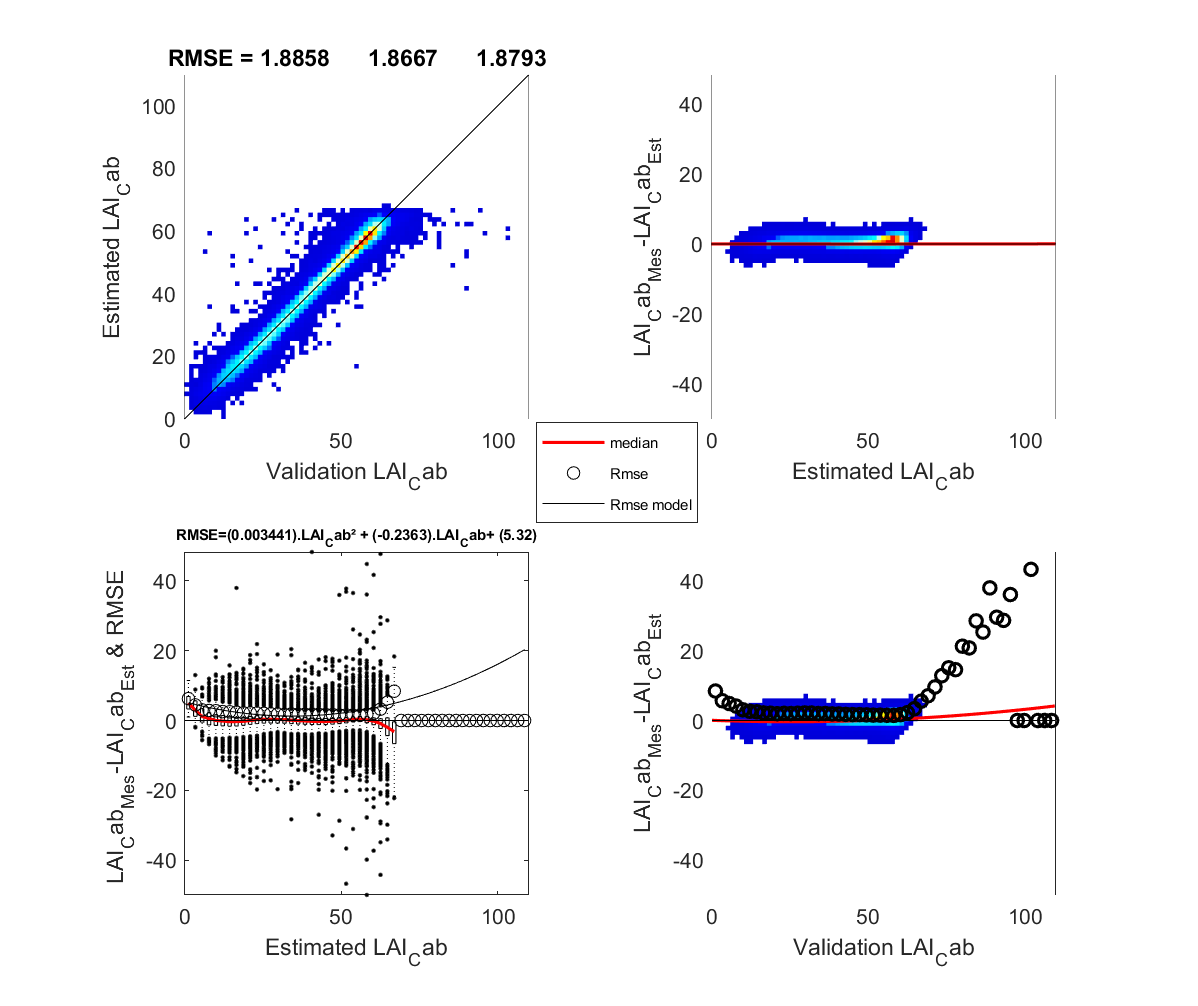 RMSE = 1.8858 1.8667 1.8793
100
80
60
40
20
0
0 50 100
Estimated LAI_Cab
Validation LAI_Cab
40
20
0
-20
-40
0 50 100
LAI_Cab_Mes-LAI_Cab_Est
Estimated LAI_Cab
median
Rmse
Rmse model
RMSE=(0.003441).LAI_Cab² + (-0.2363).LAI_Cab+ (5.32)
40
20
0
-20
-40
0 50 100
LAI_Cab_Mes-LAI_Cab_Est & RMSE
Estimated LAI_Cab
40
20
0
-20
-40
0 50 100
LAI_Cab_Mes-LAI_Cab_Est
Validation LAI_Cab